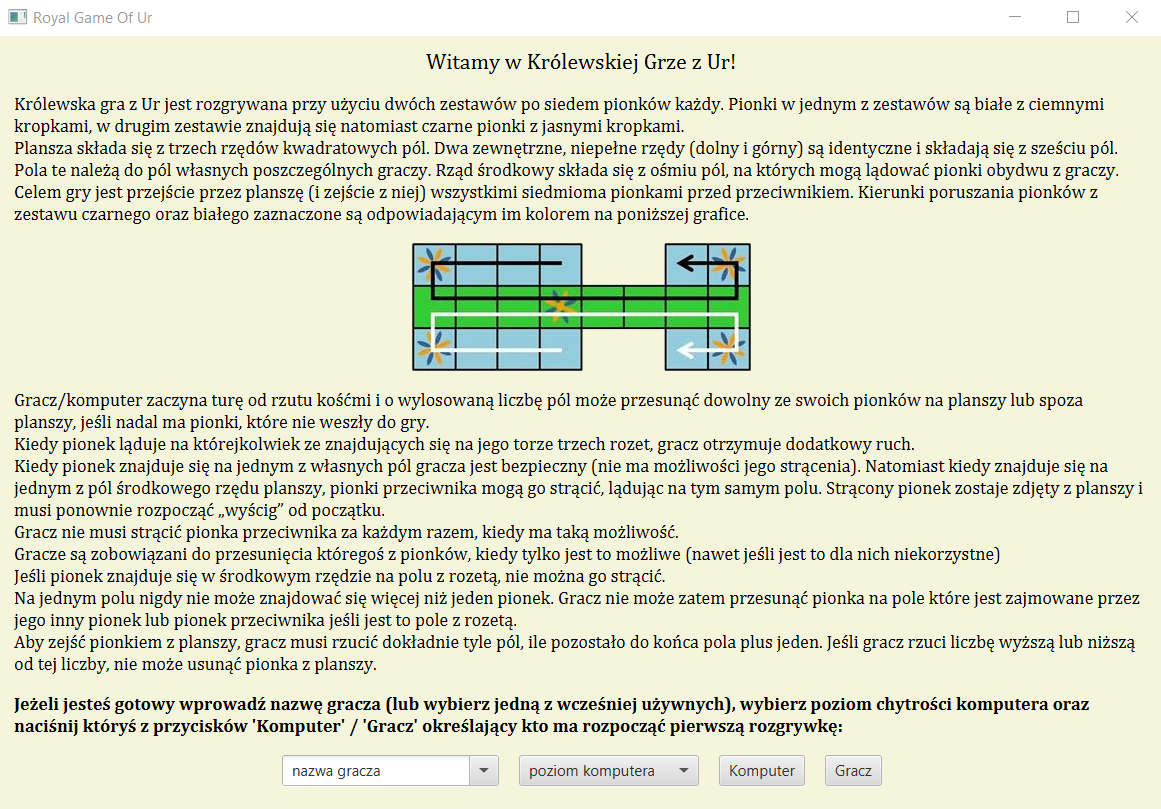 Royal Game Of Ur
Witamy w Królewskiej Grze z Ur!
Królewska gra z Ur jest rozgrywana przy użyciu dwóch zestawów po siedem pionków każdy. Pionki w jednym z zestawów są białe z ciemnymi
kropkami, w drugim zestawie znajdują się natomiast czarne pionki z jasnymi kropkami.
Plansza składa się z trzech rzędów kwadratowych pól. Dwa zewnętrzne, niepełne rzędy (dolny i górny) są identyczne i składają się z sześciu pól.
Pola te należą do pól własnych poszczególnych graczy. Rząd środkowy składa się z ośmiu pól, na których mogą lądować pionki obydwu z graczy.
Celem gry jest przejście przez planszę (i zejście z niej) wszystkimi siedmioma pionkami przed przeciwnikiem. Kierunki poruszania pionków z
zestawu czarnego oraz białego zaznaczone są odpowiadającym im kolorem na poniższej grafice.
Gracz/komputer zaczyna turę od rzutu kośćmi i o wylosowaną liczbę pól może przesunąć dowolny ze swoich pionków na planszy lub spoza
planszy, jeśli nadal ma pionki, które nie weszły do gry.
Kiedy pionek ląduje na którejkolwiek ze znajdujących się na jego torze trzech rozet, gracz otrzymuje dodatkowy ruch.
Kiedy pionek znajduje się na jednym z własnych pól gracza jest bezpieczny (nie ma możliwości jego strącenia). Natomiast kiedy znajduje się na
jednym z pól środkowego rzędu planszy, pionki przeciwnika mogą go strącić, lądując na tym samym polu. Strącony pionek zostaje zdjęty z planszy i
musi ponownie rozpocząć „wyścig” od początku.
Gracz nie musi strącić pionka przeciwnika za każdym razem, kiedy ma taką możliwość.
Gracze są zobowiązani do przesunięcia któregoś z pionków, kiedy tylko jest to możliwe (nawet jeśli jest to dla nich niekorzystne)
Jeśli pionek znajduje się w środkowym rzędzie na polu z rozetą, nie można go strącić.
Na jednym polu nigdy nie może znajdować się więcej niż jeden pionek. Gracz nie może zatem przesunąć pionka na pole które jest zajmowane przez
jego inny pionek lub pionek przeciwnika jeśli jest to pole z rozetą.
Aby zejść pionkiem z planszy, gracz musi rzucić dokładnie tyle pól, ile pozostało do końca pola plus jeden. Jeśli gracz rzuci liczbę wyższą lub niższą
od tej liczby, nie może usunąć pionka z planszy.
Jeżeli jesteś gotowy wprowadź nazwę gracza (lub wybierz jedną z wcześniej używnych), wybierz poziom chytrości komputera oraz
naciśnij któryś z przycisków 'Komputer' / 'Gracz' określający kto ma rozpocząć pierwszą rozgrywkę:
nazwa gracza poziom komputera Komputer Gracz